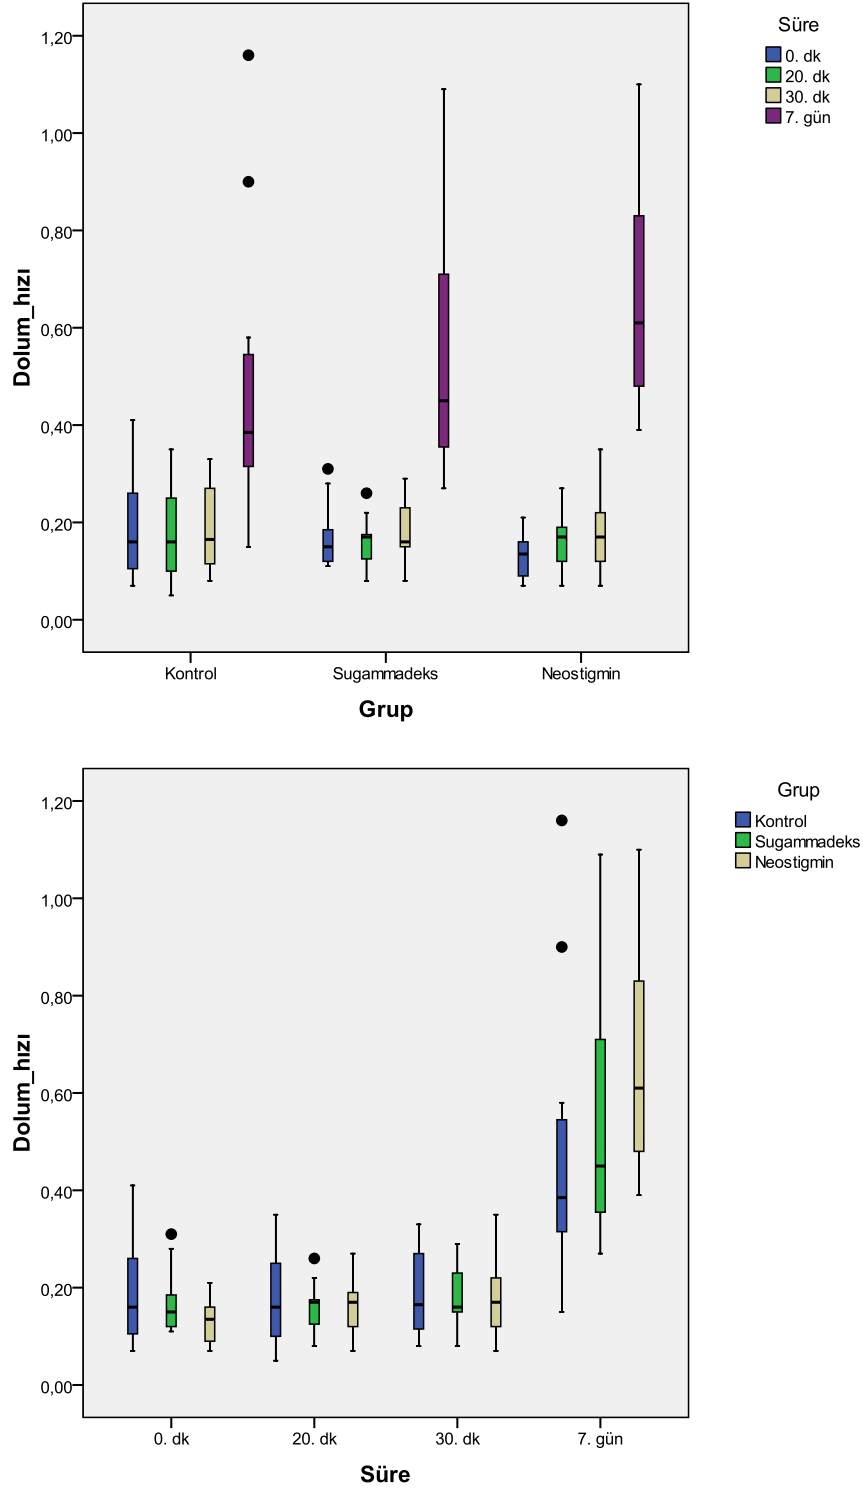 Süre
0. dk
20. dk
30. dk
7. gün
1,20
1,00
0,80
0,60
0,40
0,20
0,00
Dolum_hızı
Kontrol Sugammadeks Neostigmin
Grup
Grup
Kontrol
Sugammadeks
Neostigmin
1,20
1,00
0,80
0,60
0,40
0,20
0,00
Dolum_hızı
0. dk 20. dk 30. dk 7. gün
Süre